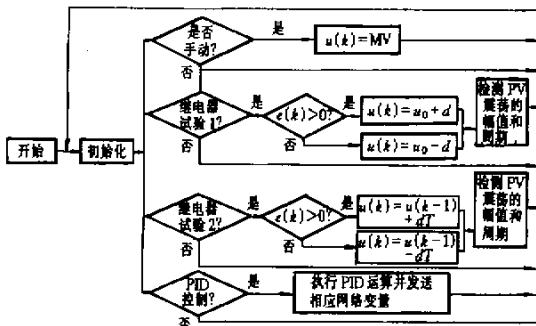 是否
手动?
是
u(k)=MV
否
继电器
试验1?
是
e(k)>0?
是
u(k)=u₀+d
检测PV
震荡的
幅值和
周期
否
u(k)=u₀-d
否
开始
初始化
继电器
试验2?
是
e(k)>0?
是
u(k)=u(k-1)
+dT
检测PV
震荡的
幅值和
周期
否
u(k)=u(k-1)
-dT
否
PID
控制?
是
执行PID运算并发送
相应网络变量
否